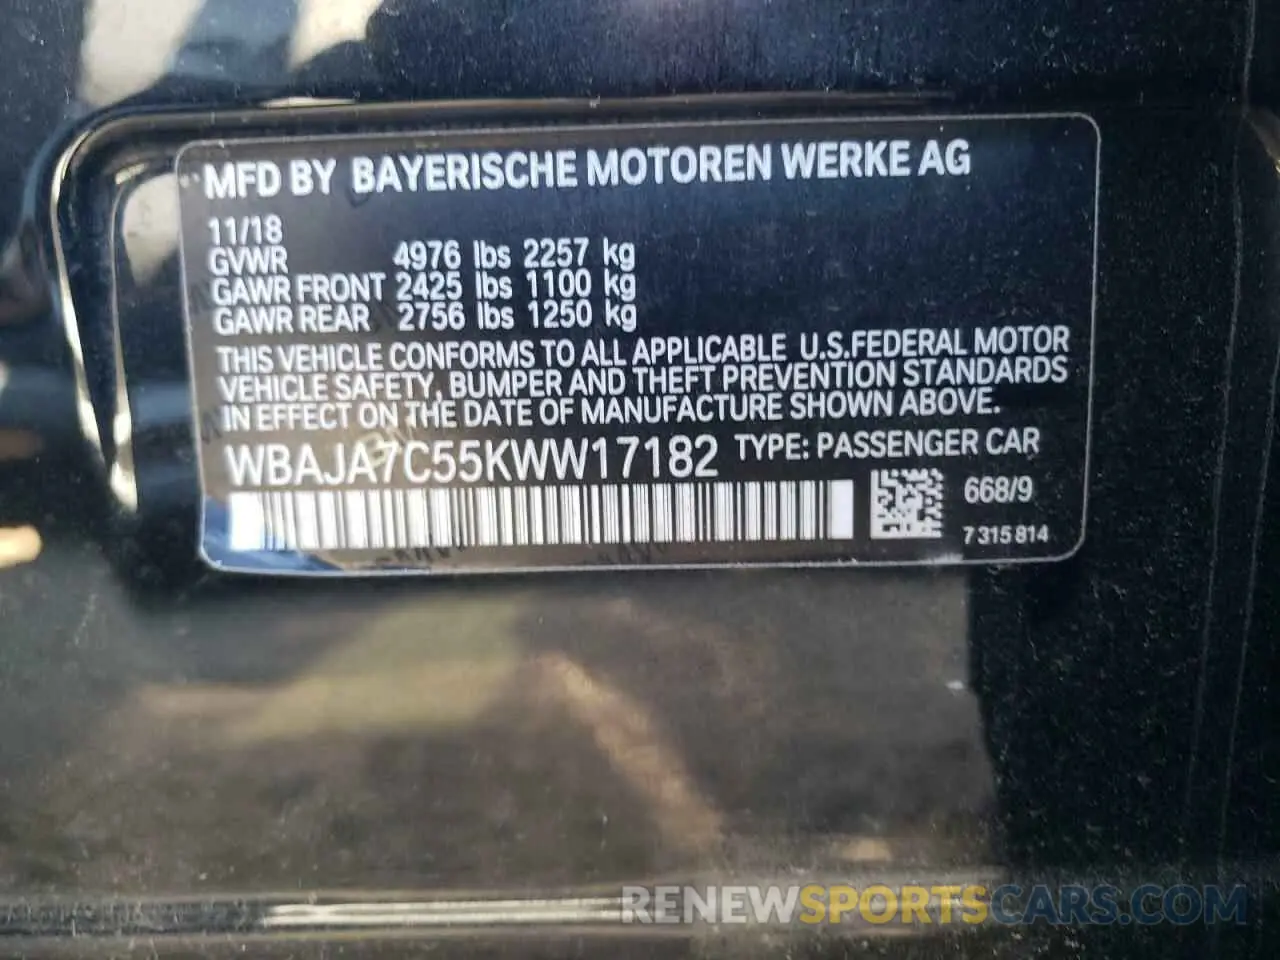 MFD BY BAYERISCHE MOTOREN WERKE AG
11/18
GVWR 4976 lbs 2257 kg
GAWR FRONT 2425 lbs 1100 kg
GAWR REAR 2756 lbs 1250 kg
THIS VEHICLE CONFORMS TO ALL APPLICABLE U.S.FEDERAL MOTOR
VEHICLE SAFETY, BUMPER AND THEFT PREVENTION STANDARDS
IN EFFECT ON THE DATE OF MANUFACTURE SHOWN ABOVE.
WBAJA7C55KWW17182 TYPE: PASSENGER CAR
668/9
7 315 814
RENEWSPORTSCARS.COM